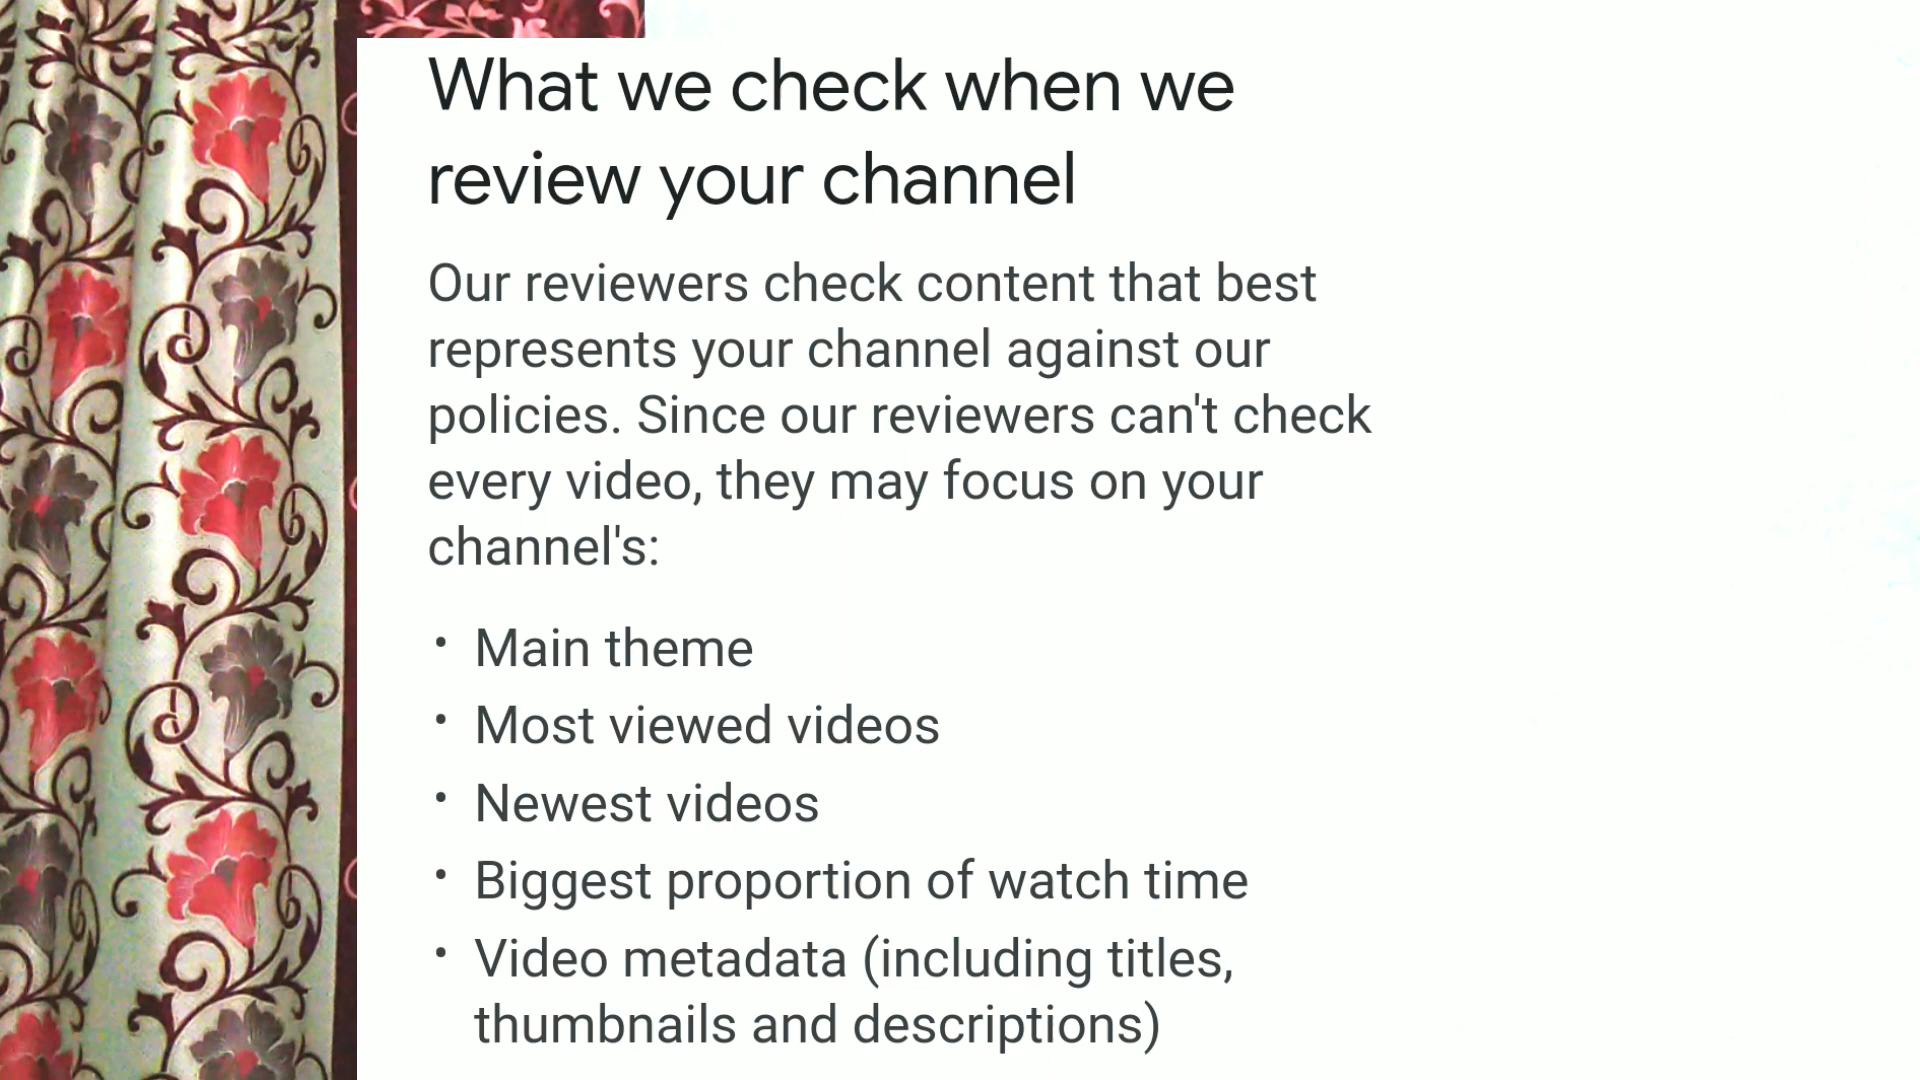 What we check when we
review your channel
Our reviewers check content that best
represents your channel against our
policies. Since our reviewers can't check
every video, they may focus on your
channel's:
• Main theme
• Most viewed videos
• Newest videos
• Biggest proportion of watch time
• Video metadata (including titles,
thumbnails and descriptions)